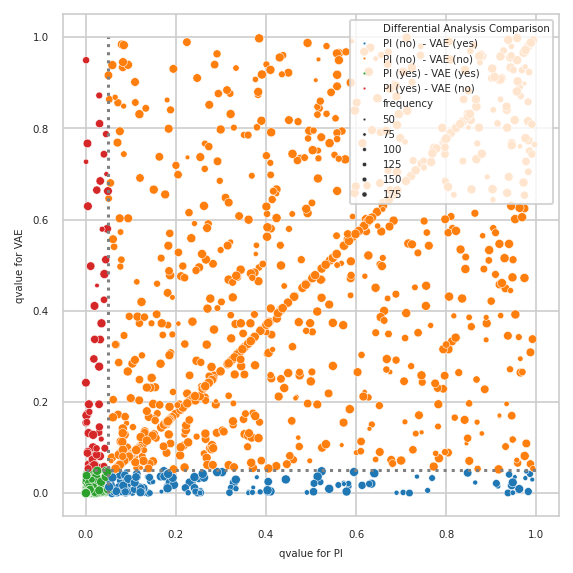 Differential Analysis Comparison
PI (no) - VAE (yes)
PI (no) - VAE (no)
PI (yes) - VAE (yes)
PI (yes) - VAE (no)
frequency
50
75
100
125
150
175
1.0
0.8
0.6
0.4
0.2
0.0
qvalue for VAE
0.0 0.2 0.4 0.6 0.8 1.0
qvalue for PI